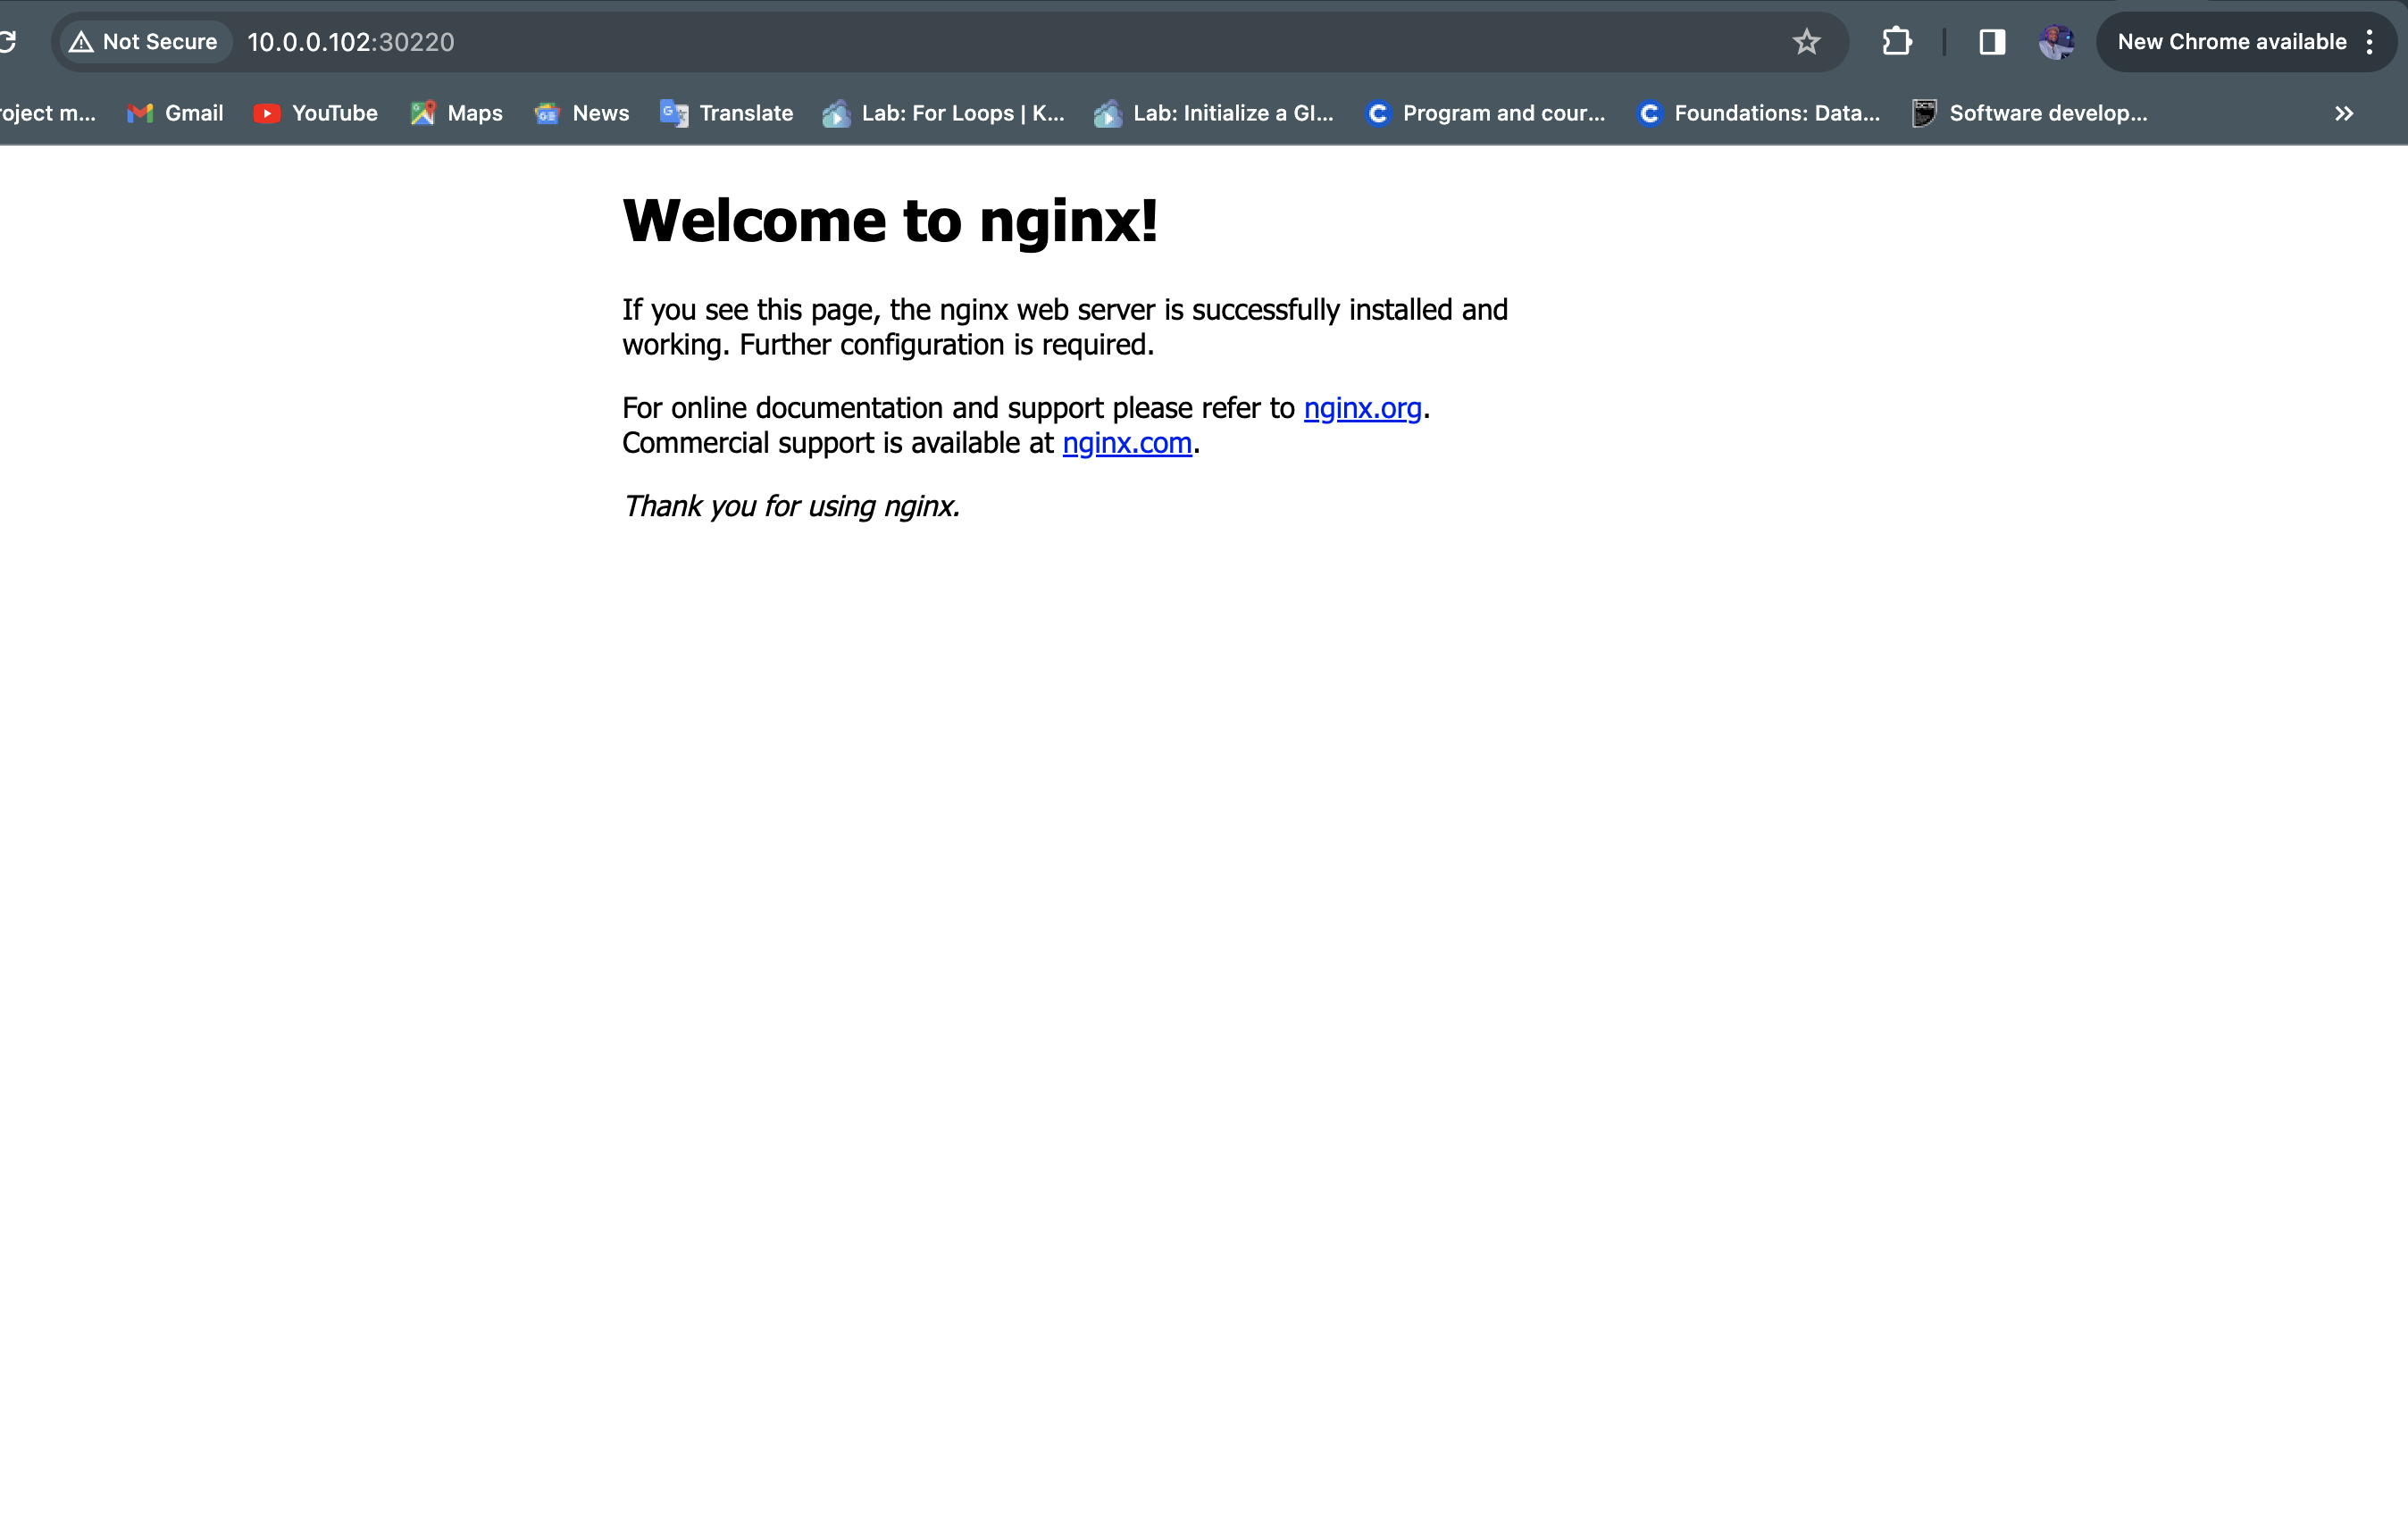 Not Secure 10.0.0.102:30220 New Chrome available
roject m... Gmail YouTube Maps News Translate Lab: For Loops | K... Lab: Initialize a GI... Program and cour... Foundations: Data... Software develop...
Welcome to nginx!
If you see this page, the nginx web server is successfully installed and
working. Further configuration is required.
For online documentation and support please refer to nginx.org.
Commercial support is available at nginx.com.
Thank you for using nginx.